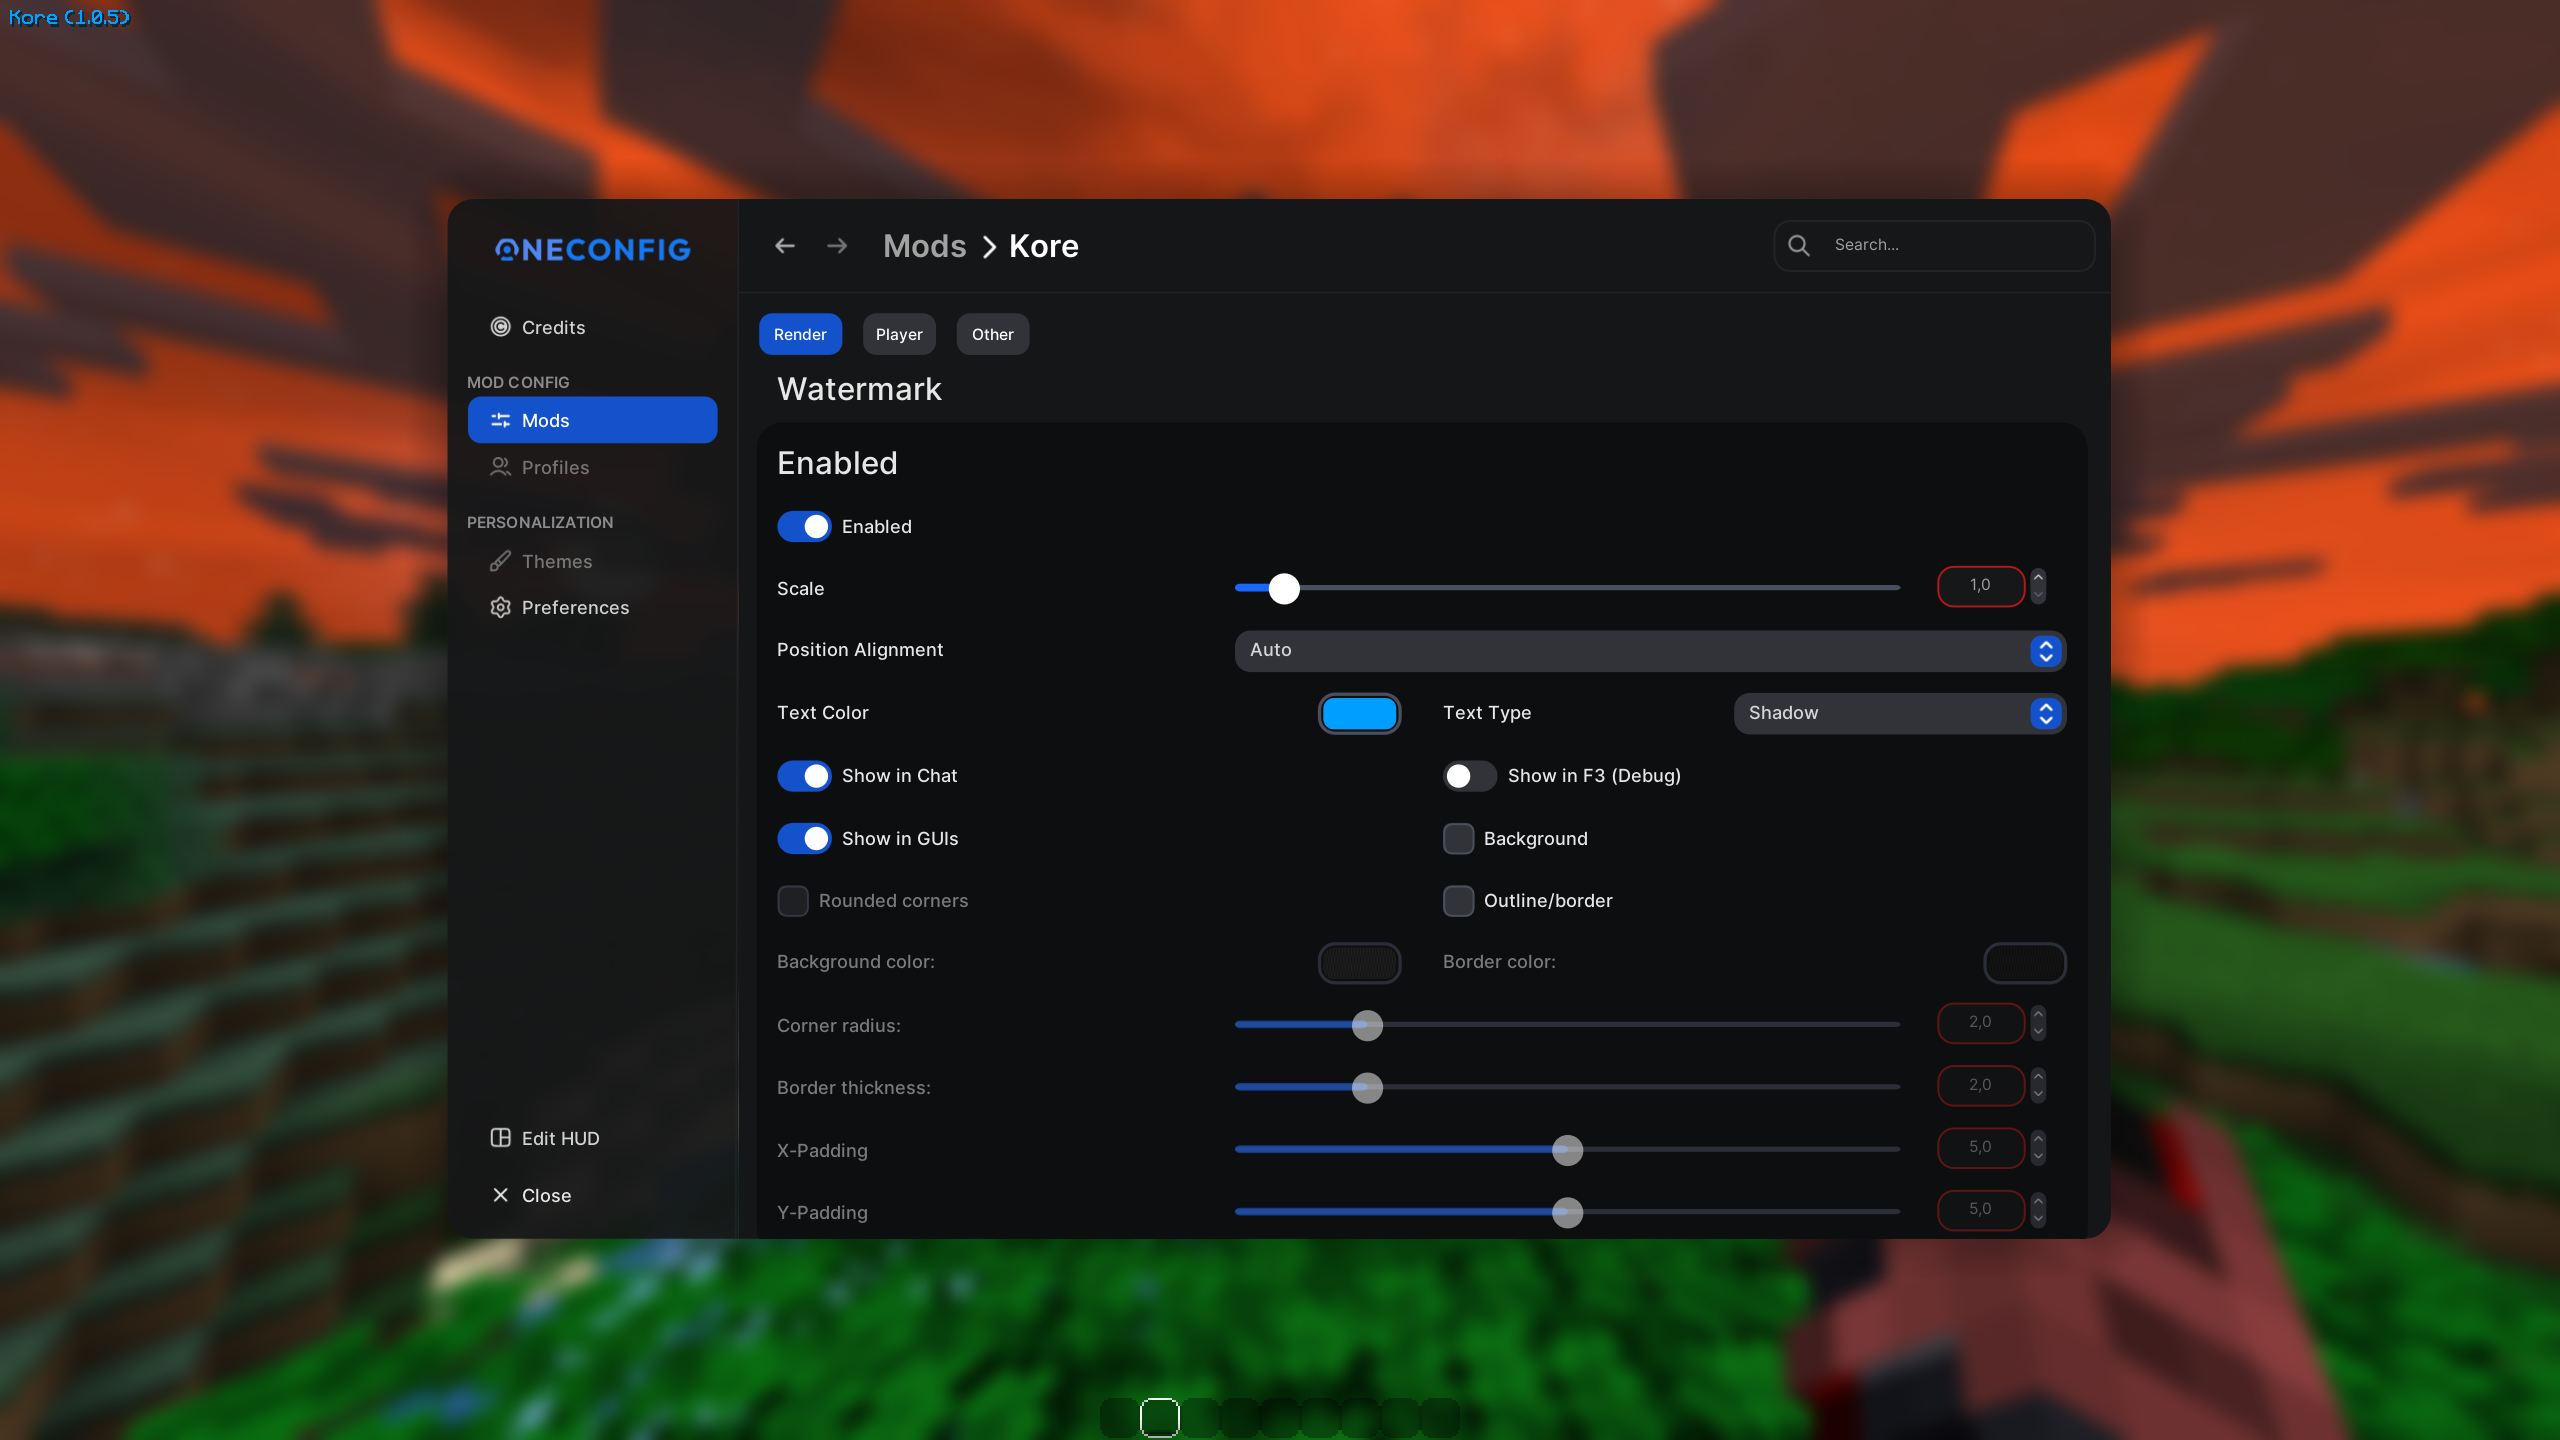 Kore (1.0.5)
ONECONFIG
Credits
MOD CONFIG
Mods
Profiles
PERSONALIZATION
Themes
Preferences
Edit HUD
Close
Mods > Kore
Search...
Render Player Other
Watermark
Enabled
Enabled
Scale 1,0
Position Alignment Auto
Text Color Text Type Shadow
Show in Chat Show in F3 (Debug)
Show in GUIs Background
Rounded corners Outline/border
Background color: Border color:
Corner radius: 2,0
Border thickness: 2,0
X-Padding 5,0
Y-Padding 5,0